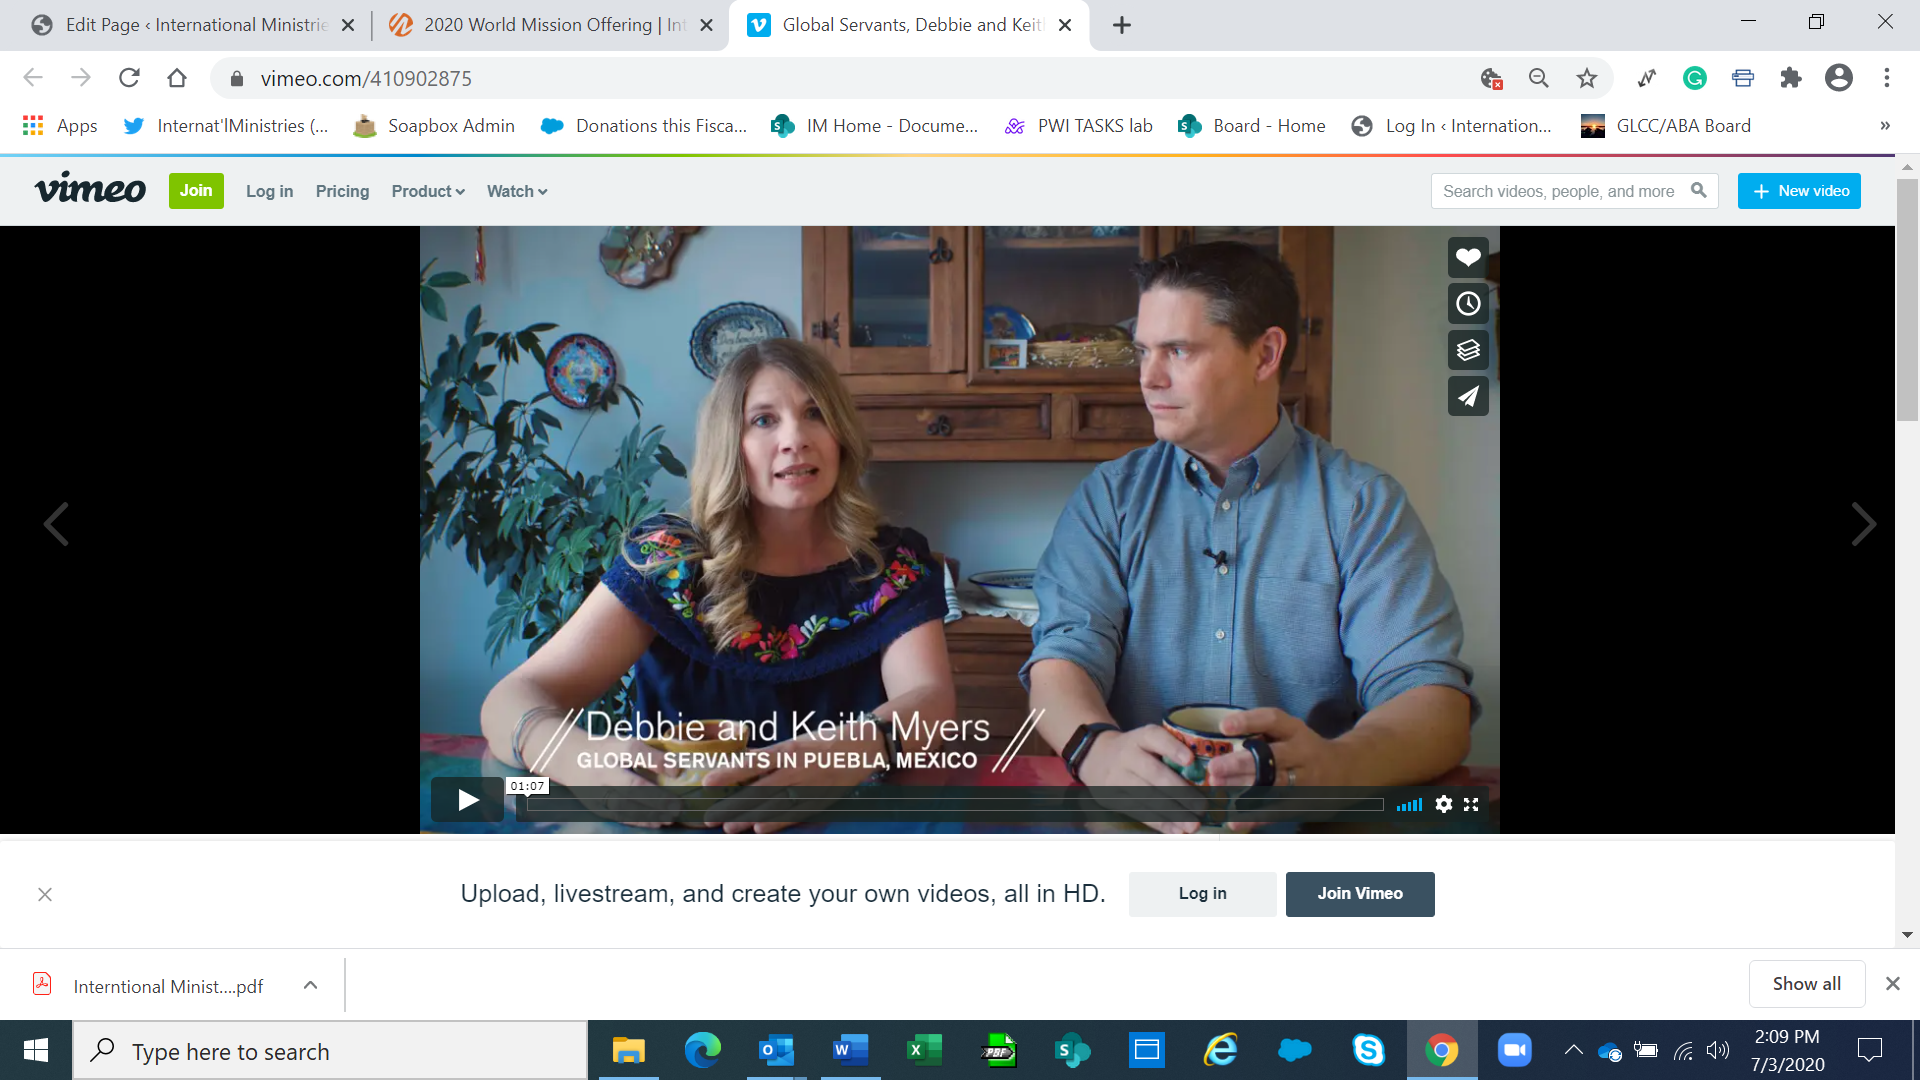 Edit Page ‹ International Ministrie
2020 World Mission Offering | Int
Global Servants, Debbie and Keith
vimeo.com/410902875
Apps
Internat'lMinistries (...
Soapbox Admin
Donations this Fisca...
IM Home - Docume...
PWI TASKS lab
Board - Home
Log In ‹ Internation...
GLCC/ABA Board
»
vimeo
Join
Log in
Pricing
Product
Watch
Search videos, people, and more
+ New video
Debbie and Keith Myers
GLOBAL SERVANTS IN PUEBLA, MEXICO
01:07
Upload, livestream, and create your own videos, all in HD.
Log in
Join Vimeo
Interntional Minist....pdf
Show all
Type here to search
2:09 PM
7/3/2020